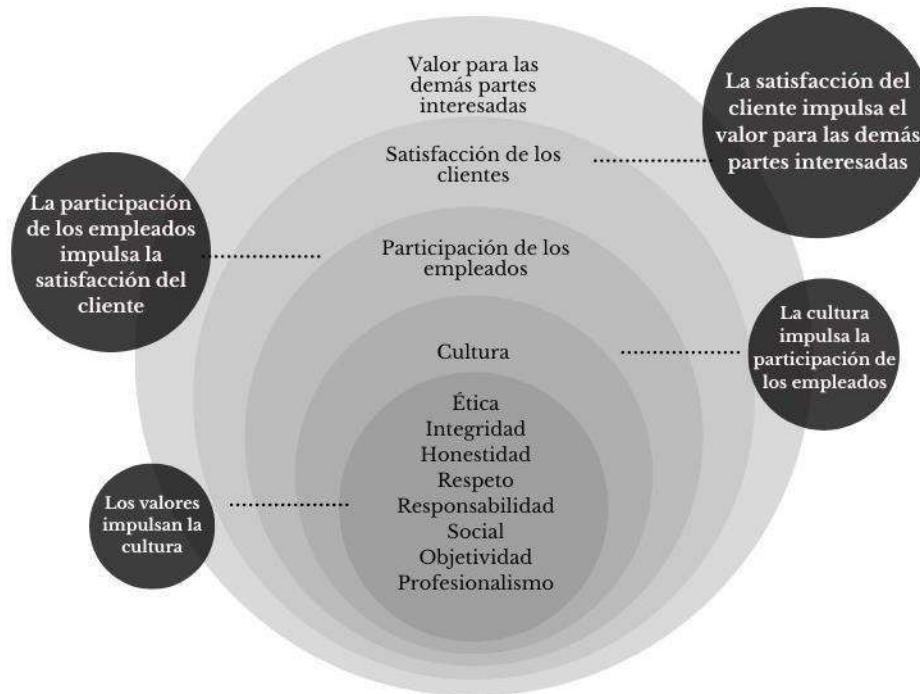 Valor para las
demás partes
interesadas
La satisfacción del
cliente impulsa el
valor para las demás
partes interesadas
Satisfacción de los
clientes
La participación
de los empleados
impulsa la
satisfacción del
cliente
Participación de los
empleados
La cultura
impulsa la
participación de
los empleados
Cultura
Ética
Integridad
Honestidad
Respeto
Responsabilidad
Social
Objetividad
Profesionalismo
Los valores
impulsan la
cultura